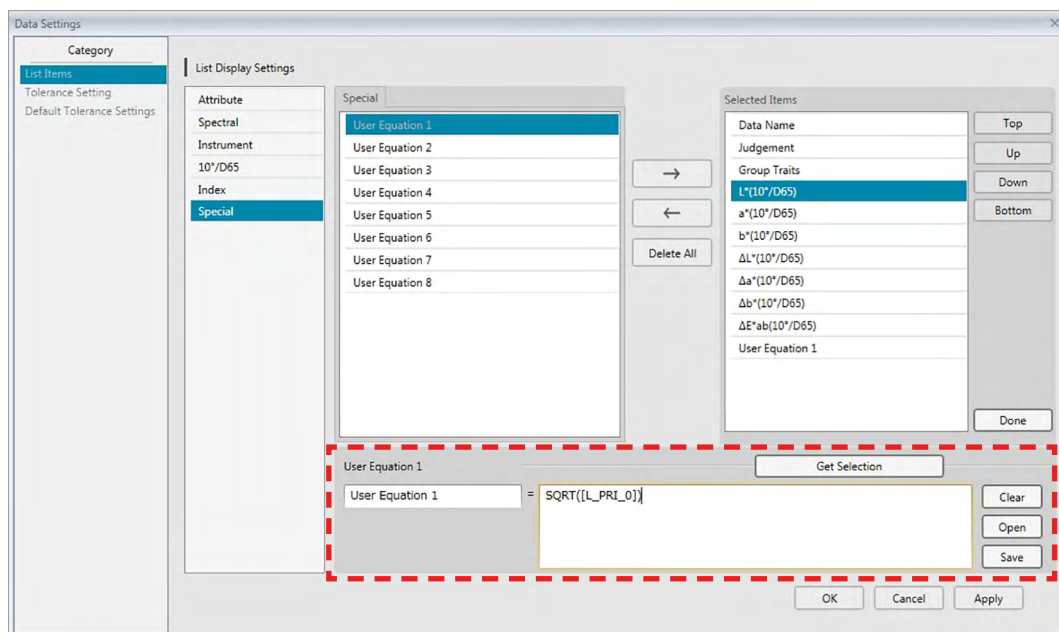 Data Settings
Category
List Items
Tolerance Setting
Default Tolerance Settings
List Display Settings
Attribute
Spectral
Instrument
10°/D65
Index
Special
Special
User Equation 1
User Equation 2
User Equation 3
User Equation 4
User Equation 5
User Equation 6
User Equation 7
User Equation 8
→
←
Delete All
Selected Items
Data Name
Judgement
Group Traits
L*(10°/D65)
a*(10°/D65)
b*(10°/D65)
ΔL*(10°/D65)
Δa*(10°/D65)
Δb*(10°/D65)
ΔE*ab(10°/D65)
User Equation 1
Top
Up
Down
Bottom
Done
User Equation 1
Get Selection
User Equation 1 = SQRT([L_PRI_0])
Clear
Open
Save
OK Cancel Apply